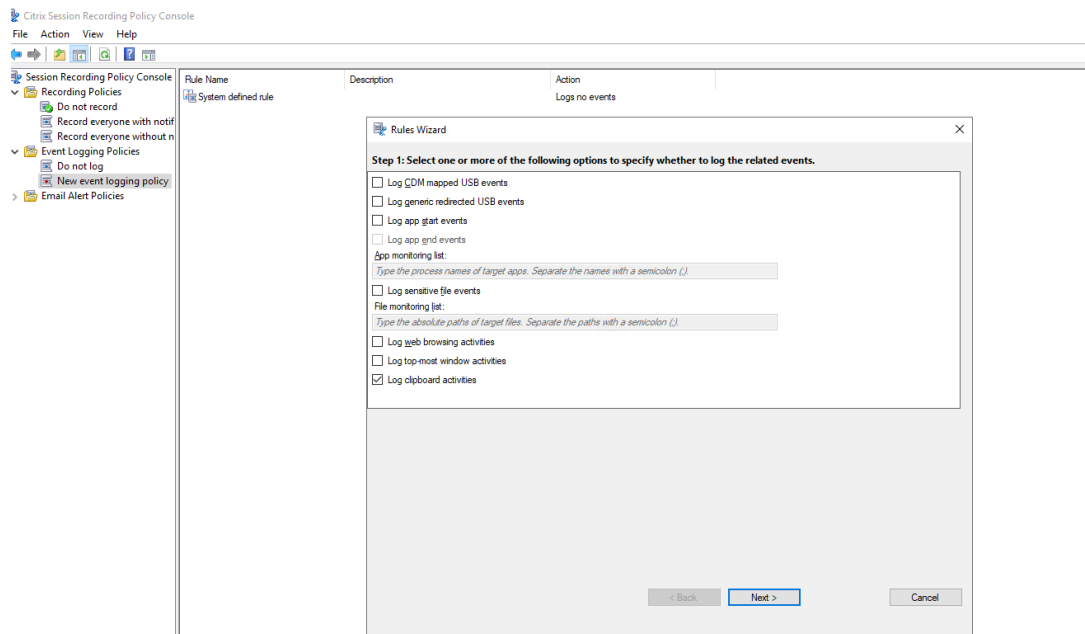 Citrix Session Recording Policy Console
File Action View Help
Session Recording Policy Console
Recording Policies
Do not record
Record everyone with notif
Record everyone without n
Event Logging Policies
Do not log
New event logging policy
Email Alert Policies
Rule Name Description Action
System defined rule Logs no events
Rules Wizard
Step 1: Select one or more of the following options to specify whether to log the related events.
Log CDM mapped USB events
Log generic redirected USB events
Log app start events
Log app end events
App monitoring list:
Type the process names of target apps. Separate the names with a semicolon (;).
Log sensitive file events
File monitoring list:
Type the absolute paths of target files. Separate the paths with a semicolon (;).
Log web browsing activities
Log top-most window activities
Log clipboard activities
< Back Next > Cancel